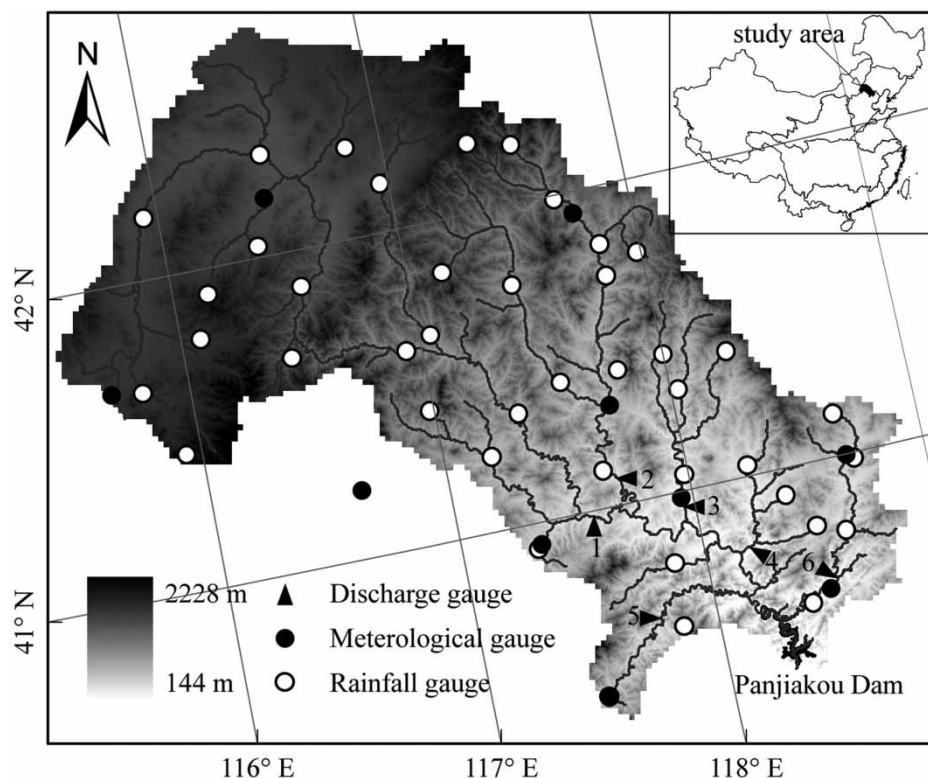 study area
N
42° N
2
3
1
4
6
2228 m
Discharge gauge
Meterological gauge
41° N
5
144 m
Rainfall gauge
Panjiakou Dam
116° E
117° E
118° E